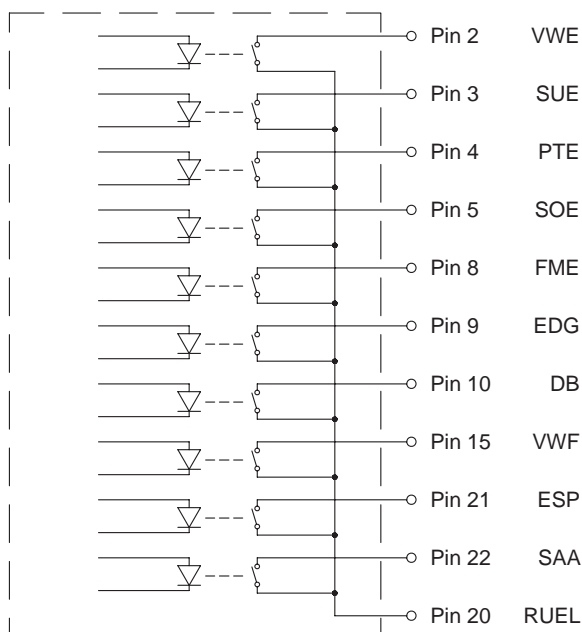 Pin 2 VWE
Pin 3 SUE
Pin 4 PTE
Pin 5 SOE
Pin 8 FME
Pin 9 EDG
Pin 10 DB
Pin 15 VWF
Pin 21 ESP
Pin 22 SAA
Pin 20 RUEL